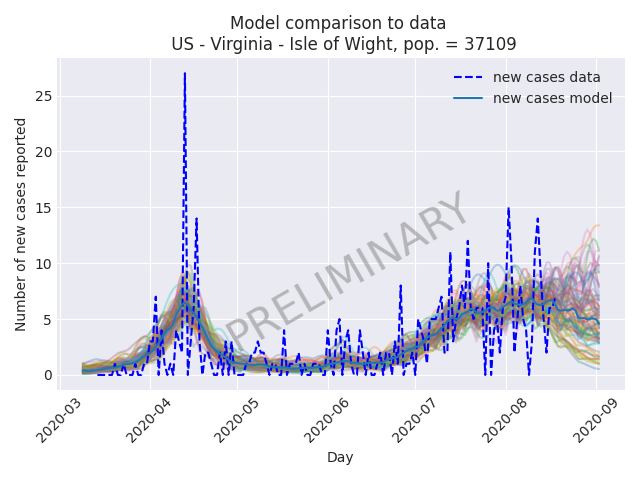 Model comparison to data
US - Virginia - Isle of Wight, pop. = 37109
new cases data
new cases model
25
20
15
10
5
0
Number of new cases reported
PRELIMINARY
2020-03
2020-04
2020-05
2020-06
2020-07
2020-08
2020-09
Day